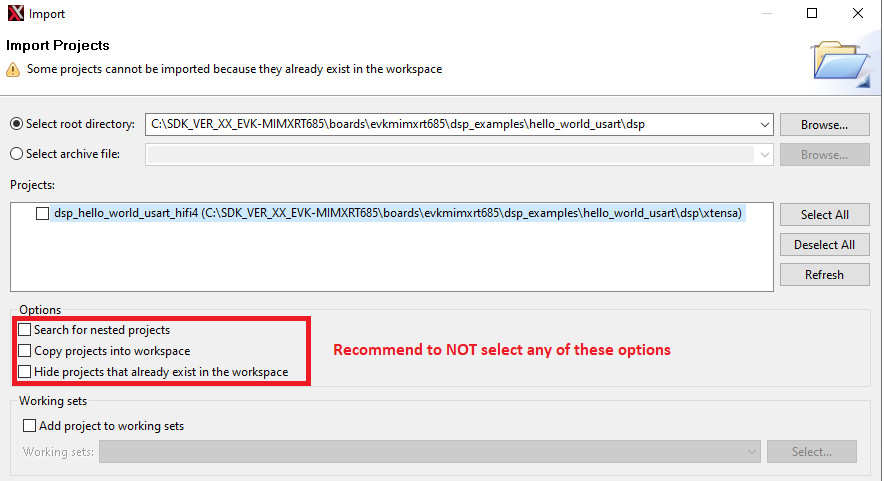 Import
Import Projects
Some projects cannot be imported because they already exist in the workspace
Select root directory: C:\SDK_VER_XX_EVK-MIMXRT685\boards\evkmimxrt685\dsp_examples\hello_world_usart\dsp Browse...
Select archive file: Browse...
Projects:
dsp_hello_world_usart_hifi4 (C:\SDK_VER_XX_EVK-MIMXRT685\boards\evkmimxrt685\dsp_examples\hello_world_usart\dsp\xtensa) Select All
Deselect All
Refresh
Options
Search for nested projects
Copy projects into workspace Recommend to NOT select any of these options
Hide projects that already exist in the workspace
Working sets
Add project to working sets
Working sets: Select...